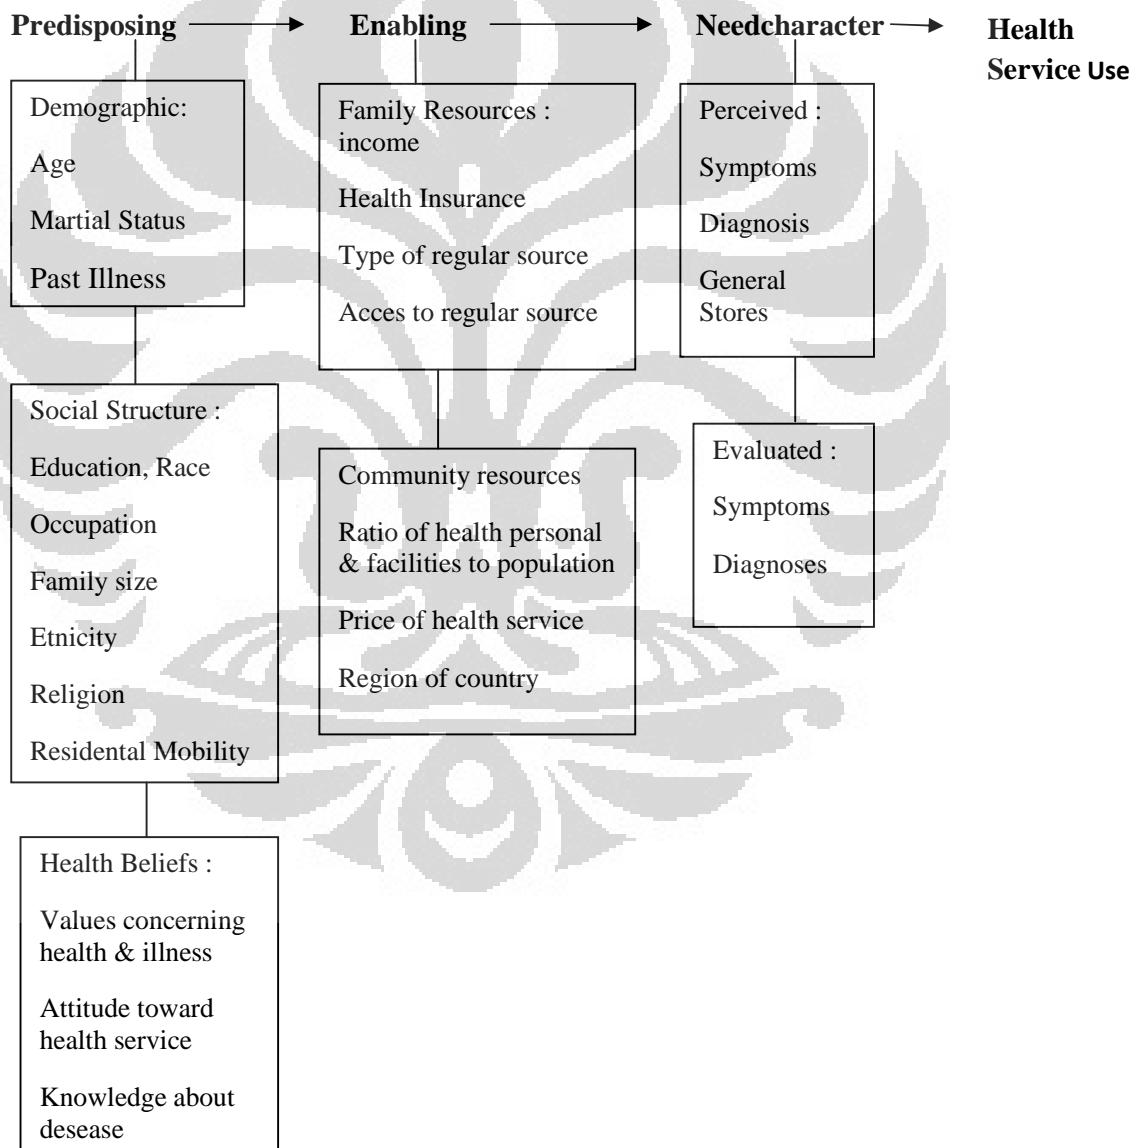 Predisposing
Enabling
Needcharacter
Health
Service Use
Demographic:
Age
Martial Status
Past Illness
Social Structure :
Education, Race
Occupation
Family size
Etnicity
Religion
Residental Mobility
Health Beliefs :
Values concerning
health & illness
Attitude toward
health service
Knowledge about
desease
Family Resources :
income
Health Insurance
Type of regular source
Acces to regular source
Community resources
Ratio of health personal
& facilities to population
Price of health service
Region of country
Perceived :
Symptoms
Diagnosis
General
Stores
Evaluated :
Symptoms
Diagnoses